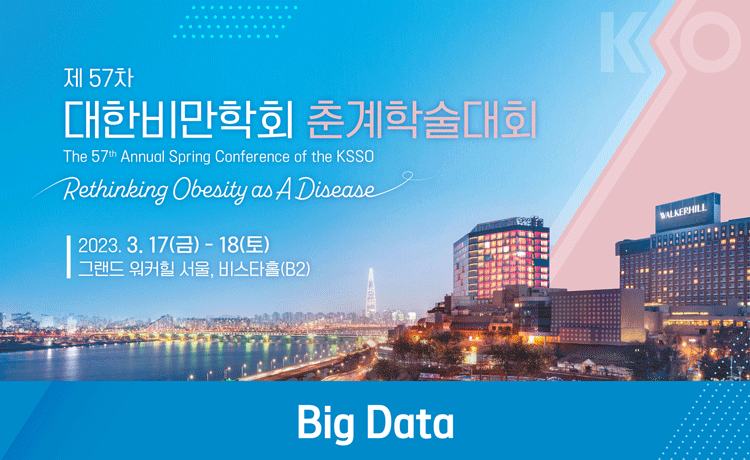 KSSO
제 57차
대한비만학회 춘계학술대회
The 57th Annual Spring Conference of the KSSO
Rethinking Obesity as A Disease
2023. 3. 17(금) - 18(토)
그랜드 워커힐 서울, 비스타홀(B2)
WALKERHILL
Big Data